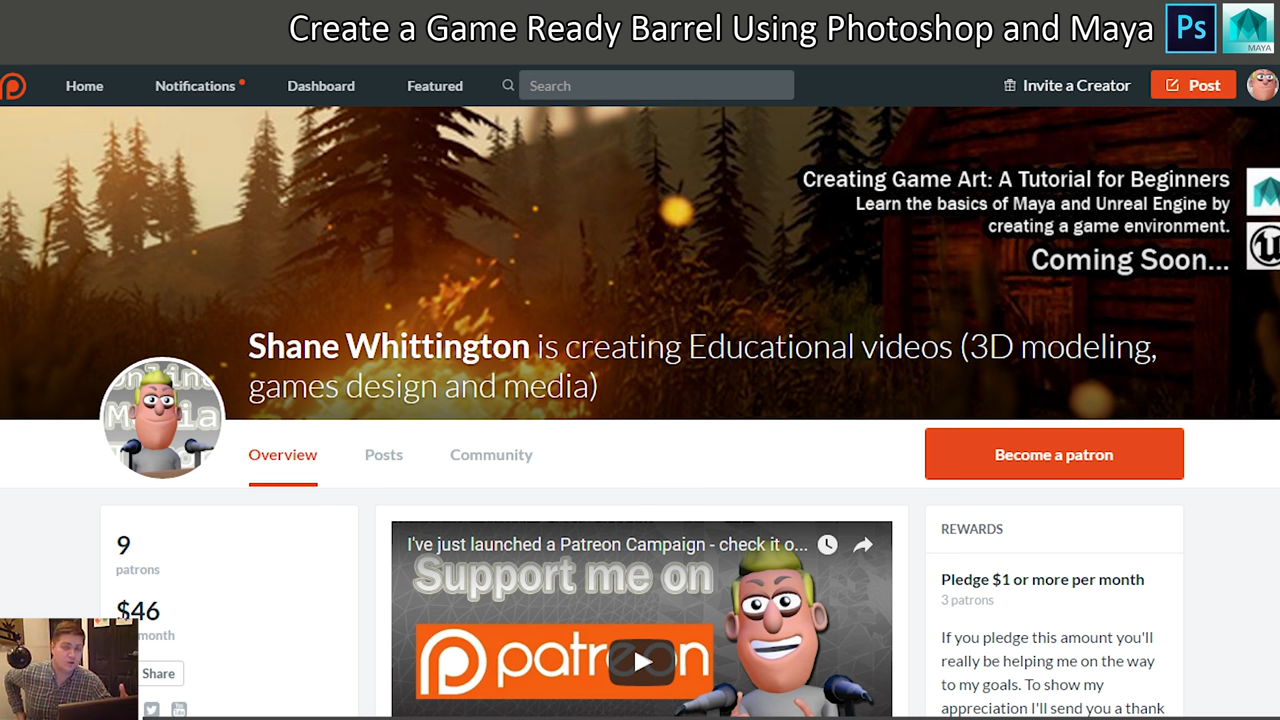 Create a Game Ready Barrel Using Photoshop and Maya
Ps
MAYA
Home
Notifications
Dashboard
Featured
Search
Invite a Creator
Post
Creating Game Art: A Tutorial for Beginners
Learn the basics of Maya and Unreal Engine by
creating a game environment.
Coming Soon...
Shane Whittington is creating Educational videos (3D modeling,
games design and media)
Online
Media
Overview
Posts
Community
Become a patron
9
patrons
$46
month
Share
I've just launched a Patreon Campaign - check it o...
Support me on
patreon
REWARDS
Pledge $1 or more per month
3 patrons
If you pledge this amount you'll
really be helping me on the way
to my goals. To show my
appreciation I'll send you a thank